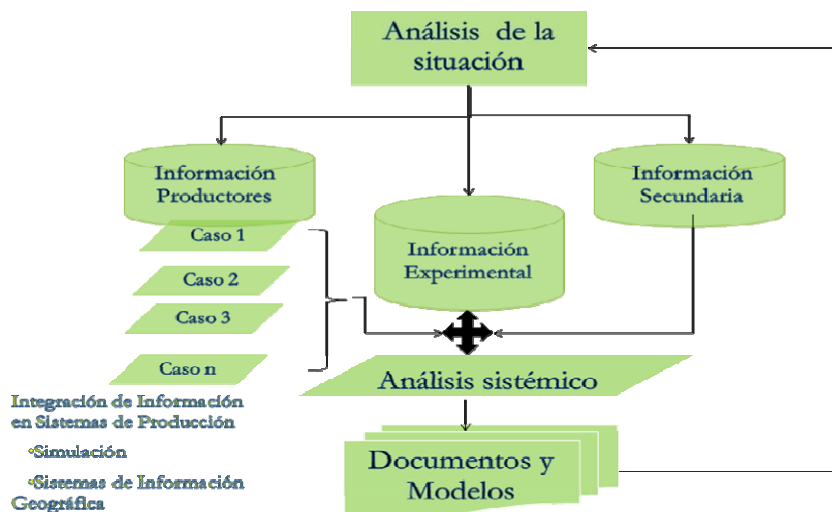 Análisis de la
situación
Información
Productores
Información
Secundaria
Información
Experimental
Caso 1
Caso 2
Caso 3
Caso n
Análisis sistémico
Integración de Información
en Sistemas de Producción
•Simulación
•Sistemas de Información
Geográfica
Documentos y
Modelos